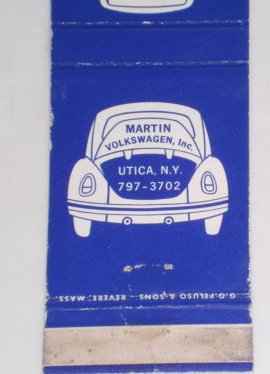 MARTIN
VOLKSWAGEN, Inc.
UTICA, N.Y.
797-3702
G.G. PELUSO & SONS - REVERE, MASS.